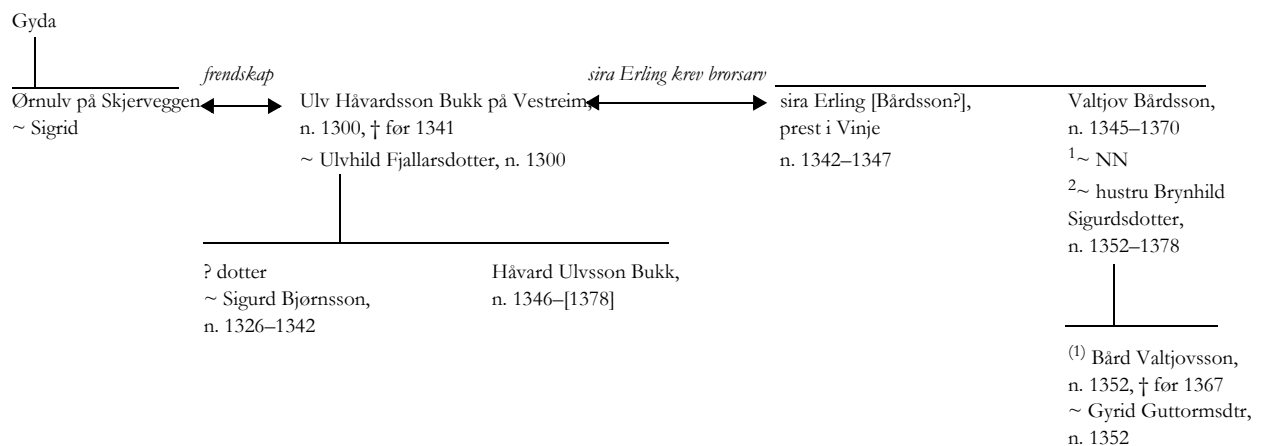 Gyda
frendskap
sira Erling krev brorsarv
Ørnulv på Skjerveggen
~ Sigrid
Ulv Håvardsson Bukk på Vestreim,
n. 1300, † før 1341
~ Ulvhild Fjallarsdotter, n. 1300
sira Erling [Bårdsson?],
prest i Vinje
n. 1342–1347
Valtjov Bårdsson,
n. 1345–1370
1~ NN
2~ hustru Brynhild
Sigurdsdotter,
n. 1352–1378
? dotter
~ Sigurd Bjørnsson,
n. 1326–1342
Håvard Ulvsson Bukk,
n. 1346–[1378]
(1) Bård Valtjovsson,
n. 1352, † før 1367
~ Gyrid Guttormsdtr,
n. 1352